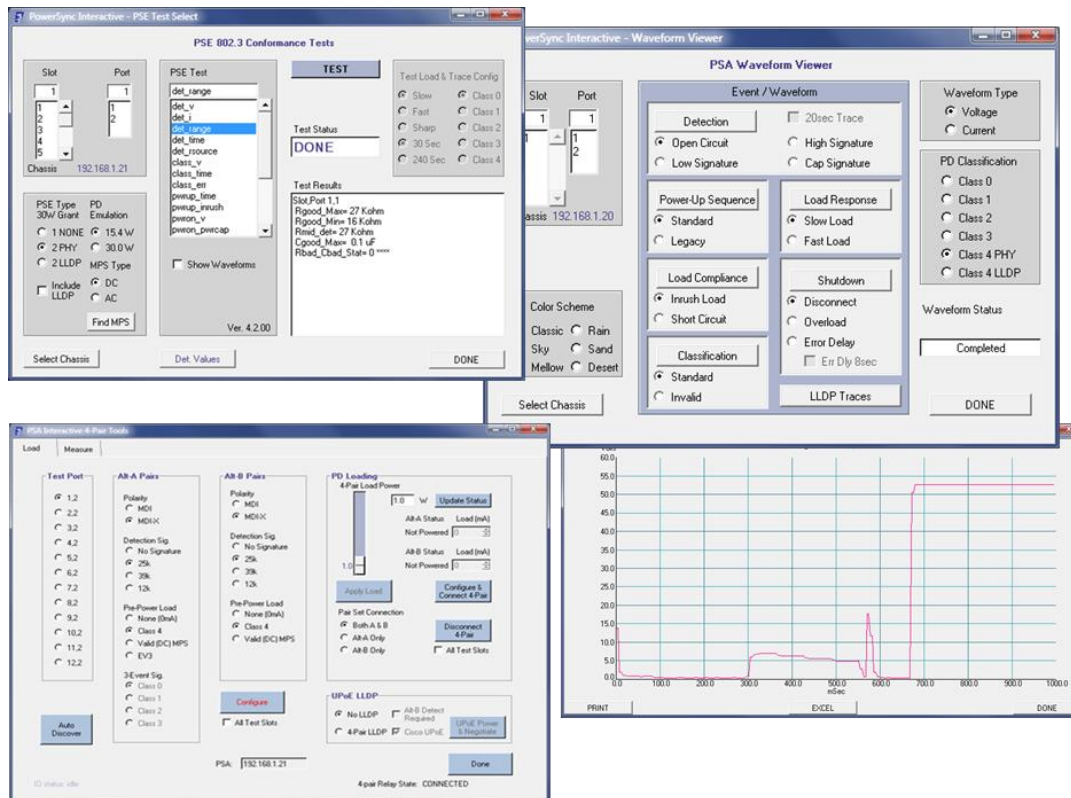 PowerSync Interactive - PSE Test Select
PSE 802.3 Conformance Tests
Slot Port
1 1
1 1
2 2
3
4
5
Chassis 192.168.1.21
PSE Test
det_range
det_v
det_i
det_range
det_time
det_rsource
class_v
class_time
class_err
pwrup_time
pwrup_inrush
pwron_v
pwron_pwrcap
Show Waveforms
Ver. 4.2.00
TEST
Test Status
DONE
Test Load & Trace Config
Slow Class 0
Fast Class 1
Sharp Class 2
30 Sec Class 3
240 Sec Class 4
Test Results
Slot,Port 1,1
Rgood_Max= 27 Kohm
Rgood_Min= 16 Kohm
Rmid_det= 27 Kohm
Cgood_Max= 0.1 uF
Rbad_Cbad_Stat= 0 ****
PSE Type PD
30W Grant Emulation
1 NONE 15.4 W
2 PHY 30.0 W
2 LLDP MPS Type
Include DC
LLDP AC
Find MPS
Select Chassis
Det. Values
DONE
werSync Interactive - Waveform Viewer
PSA Waveform Viewer
Slot Port
1 1
1
2
assis 192.168.1.20
Color Scheme
Classic Rain
Sky Sand
Mellow Desert
Select Chassis
Event / Waveform
Detection 20sec Trace
Open Circuit High Signature
Low Signature Cap Signature
Power-Up Sequence Load Response
Standard Slow Load
Legacy Fast Load
Load Compliance Shutdown
Inrush Load Disconnect
Short Circuit Overload
Error Delay
Err Dly 8sec
Classification
Standard
Invalid
LLDP Traces
Waveform Type
Voltage
Current
PD Classification
Class 0
Class 1
Class 2
Class 3
Class 4 PHY
Class 4 LLDP
Waveform Status
Completed
DONE
PSA Interactive 4-Pair Tools
Load Measure
Test Port
1,2
2,2
3,2
4,2
5,2
6,2
7,2
8,2
9,2
10,2
11,2
12,2
Auto
Discover
Alt-A Pairs
Polarity
MDI
MDI-X
Detection Sig.
No Signature
25k
39k
12k
Pre-Power Load
None (0mA)
Class 4
Valid (DC) MPS
EV3
3-Event Sig.
Class 0
Class 1
Class 2
Class 3
Alt-B Pairs
Polarity
MDI
MDI-X
Detection Sig.
No Signature
25k
39k
12k
Pre-Power Load
None (0mA)
Class 4
Valid (DC) MPS
Configure
All Test Slots
PD Loading
4-Pair Load Power
1.0 W Update Status
Alt-A Status Load (mA)
Not Powered 0
Alt-B Status Load (mA)
Not Powered 0
1.0
Apply Load
Configure &
Connect 4-Pair
Pair Set Connection
Both A & B
Alt-A Only
Alt-B Only
Disconnect
4-Pair
All Test Slots
UPoE LLDP
No LLDP Alt-B Detect
Required
4-Pair LLDP Cisco UPoE
UPoE Power
& Negotiate
PSA: 192.168.1.21
Done
IO status: idle
4-pair Relay State: CONNECTED
60.0
55.0
50.0
45.0
40.0
35.0
30.0
25.0
20.0
15.0
10.0
5.0
0.0
0.0 100.0 200.0 300.0 400.0 500.0 600.0 700.0 800.0 900.0 1000.0
mSec
PRINT EXCEL DONE